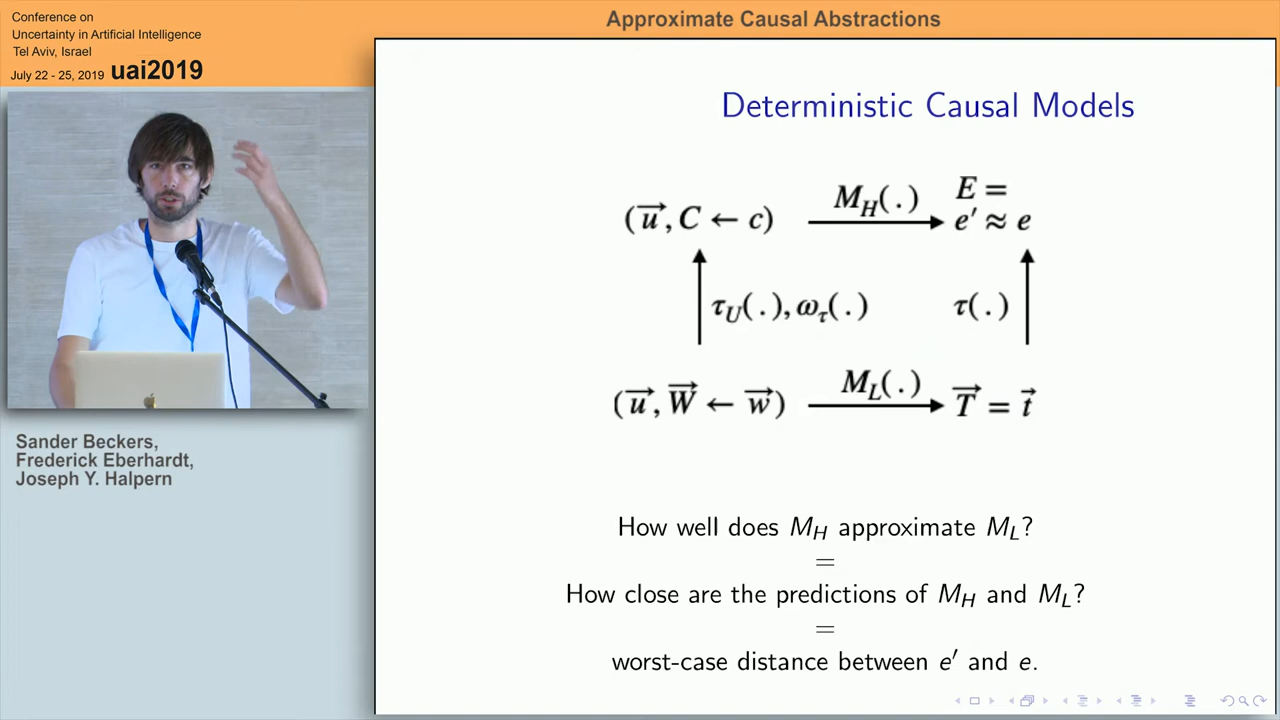 Conference on
Uncertainty in Artificial Intelligence
Tel Aviv, Israel
July 22 - 25, 2019 uai2019
Approximate Causal Abstractions
Sander Beckers,
Frederick Eberhardt,
Joseph Y. Halpern
Deterministic Causal Models
(u⃗, C ← c) M_H(.) E =
e′ ≈ e
τ_U(.), ω_τ(.) τ(.)
(u⃗, W⃗ ← w⃗) M_L(.) T⃗ = t⃗
How well does M_H approximate M_L?
=
How close are the predictions of M_H and M_L?
=
worst-case distance between e′ and e.